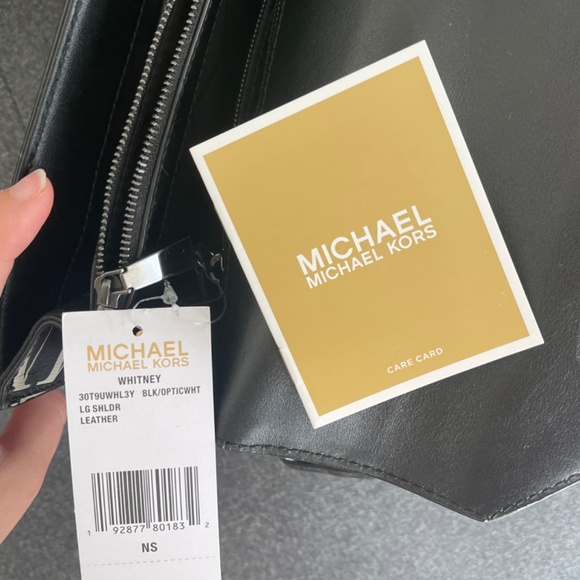 MICHAEL
MICHAEL KORS
CARE CARD
MICHAEL
MICHAEL KORS
WHITNEY
30T9UWHL3Y BLK/OPTICWHT
LG SHLDR
LEATHER
1 92877 80183 2
NS